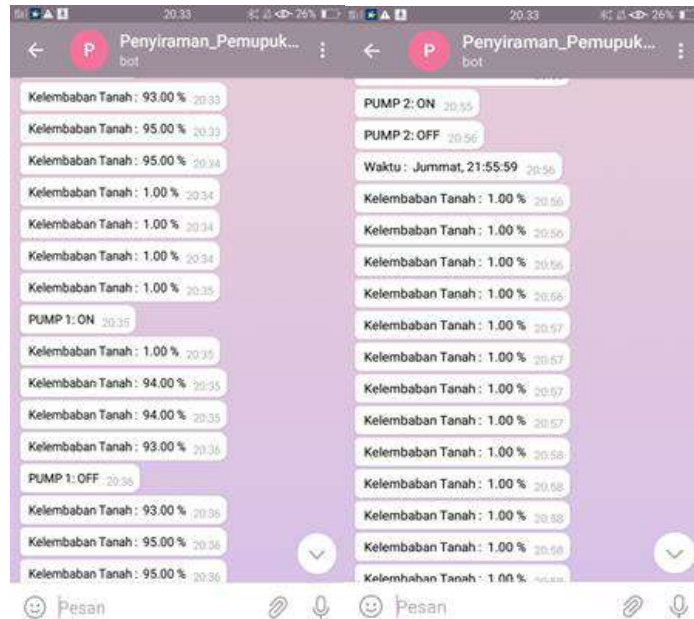 20.33
26%
P
Penyiraman_Pemupuk...
bot
Kelembaban Tanah : 93.00 % 20:33
Kelembaban Tanah : 95.00 % 20:33
Kelembaban Tanah : 95.00 % 20:34
Kelembaban Tanah : 1.00 % 20:34
Kelembaban Tanah : 1.00 % 20:34
Kelembaban Tanah : 1.00 % 20:34
Kelembaban Tanah : 1.00 % 20:35
PUMP 1: ON 20:35
Kelembaban Tanah : 1.00 % 20:35
Kelembaban Tanah : 94.00 % 20:35
Kelembaban Tanah : 94.00 % 20:35
Kelembaban Tanah : 93.00 % 20:36
PUMP 1: OFF 20:36
Kelembaban Tanah : 93.00 % 20:36
Kelembaban Tanah : 95.00 % 20:36
Kelembaban Tanah : 95.00 % 20:36
Pesan
20.33
26%
P
Penyiraman_Pemupuk...
bot
PUMP 2: ON 20:55
PUMP 2: OFF 20:56
Waktu : Jummat, 21:55:59 20:56
Kelembaban Tanah : 1.00 % 20:56
Kelembaban Tanah : 1.00 % 20:56
Kelembaban Tanah : 1.00 % 20:56
Kelembaban Tanah : 1.00 % 20:56
Kelembaban Tanah : 1.00 % 20:57
Kelembaban Tanah : 1.00 % 20:57
Kelembaban Tanah : 1.00 % 20:57
Kelembaban Tanah : 1.00 % 20:57
Kelembaban Tanah : 1.00 % 20:58
Kelembaban Tanah : 1.00 % 20:58
Kelembaban Tanah : 1.00 % 20:58
Kelembaban Tanah : 1.00 % 20:58
Kelembaban Tanah : 1.00 %
Pesan